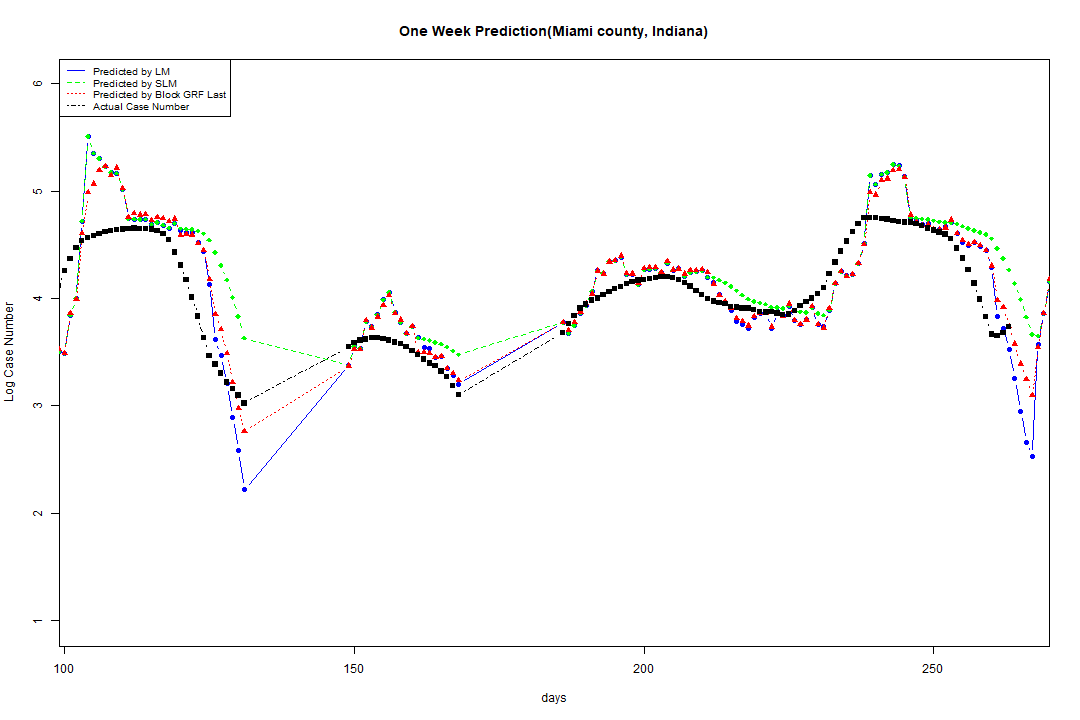 One Week Prediction(Miami county, Indiana)
Predicted by LM
Predicted by SLM
Predicted by Block GRF Last
Actual Case Number
6
5
4
3
2
1
Log Case Number
100 150 200 250
days